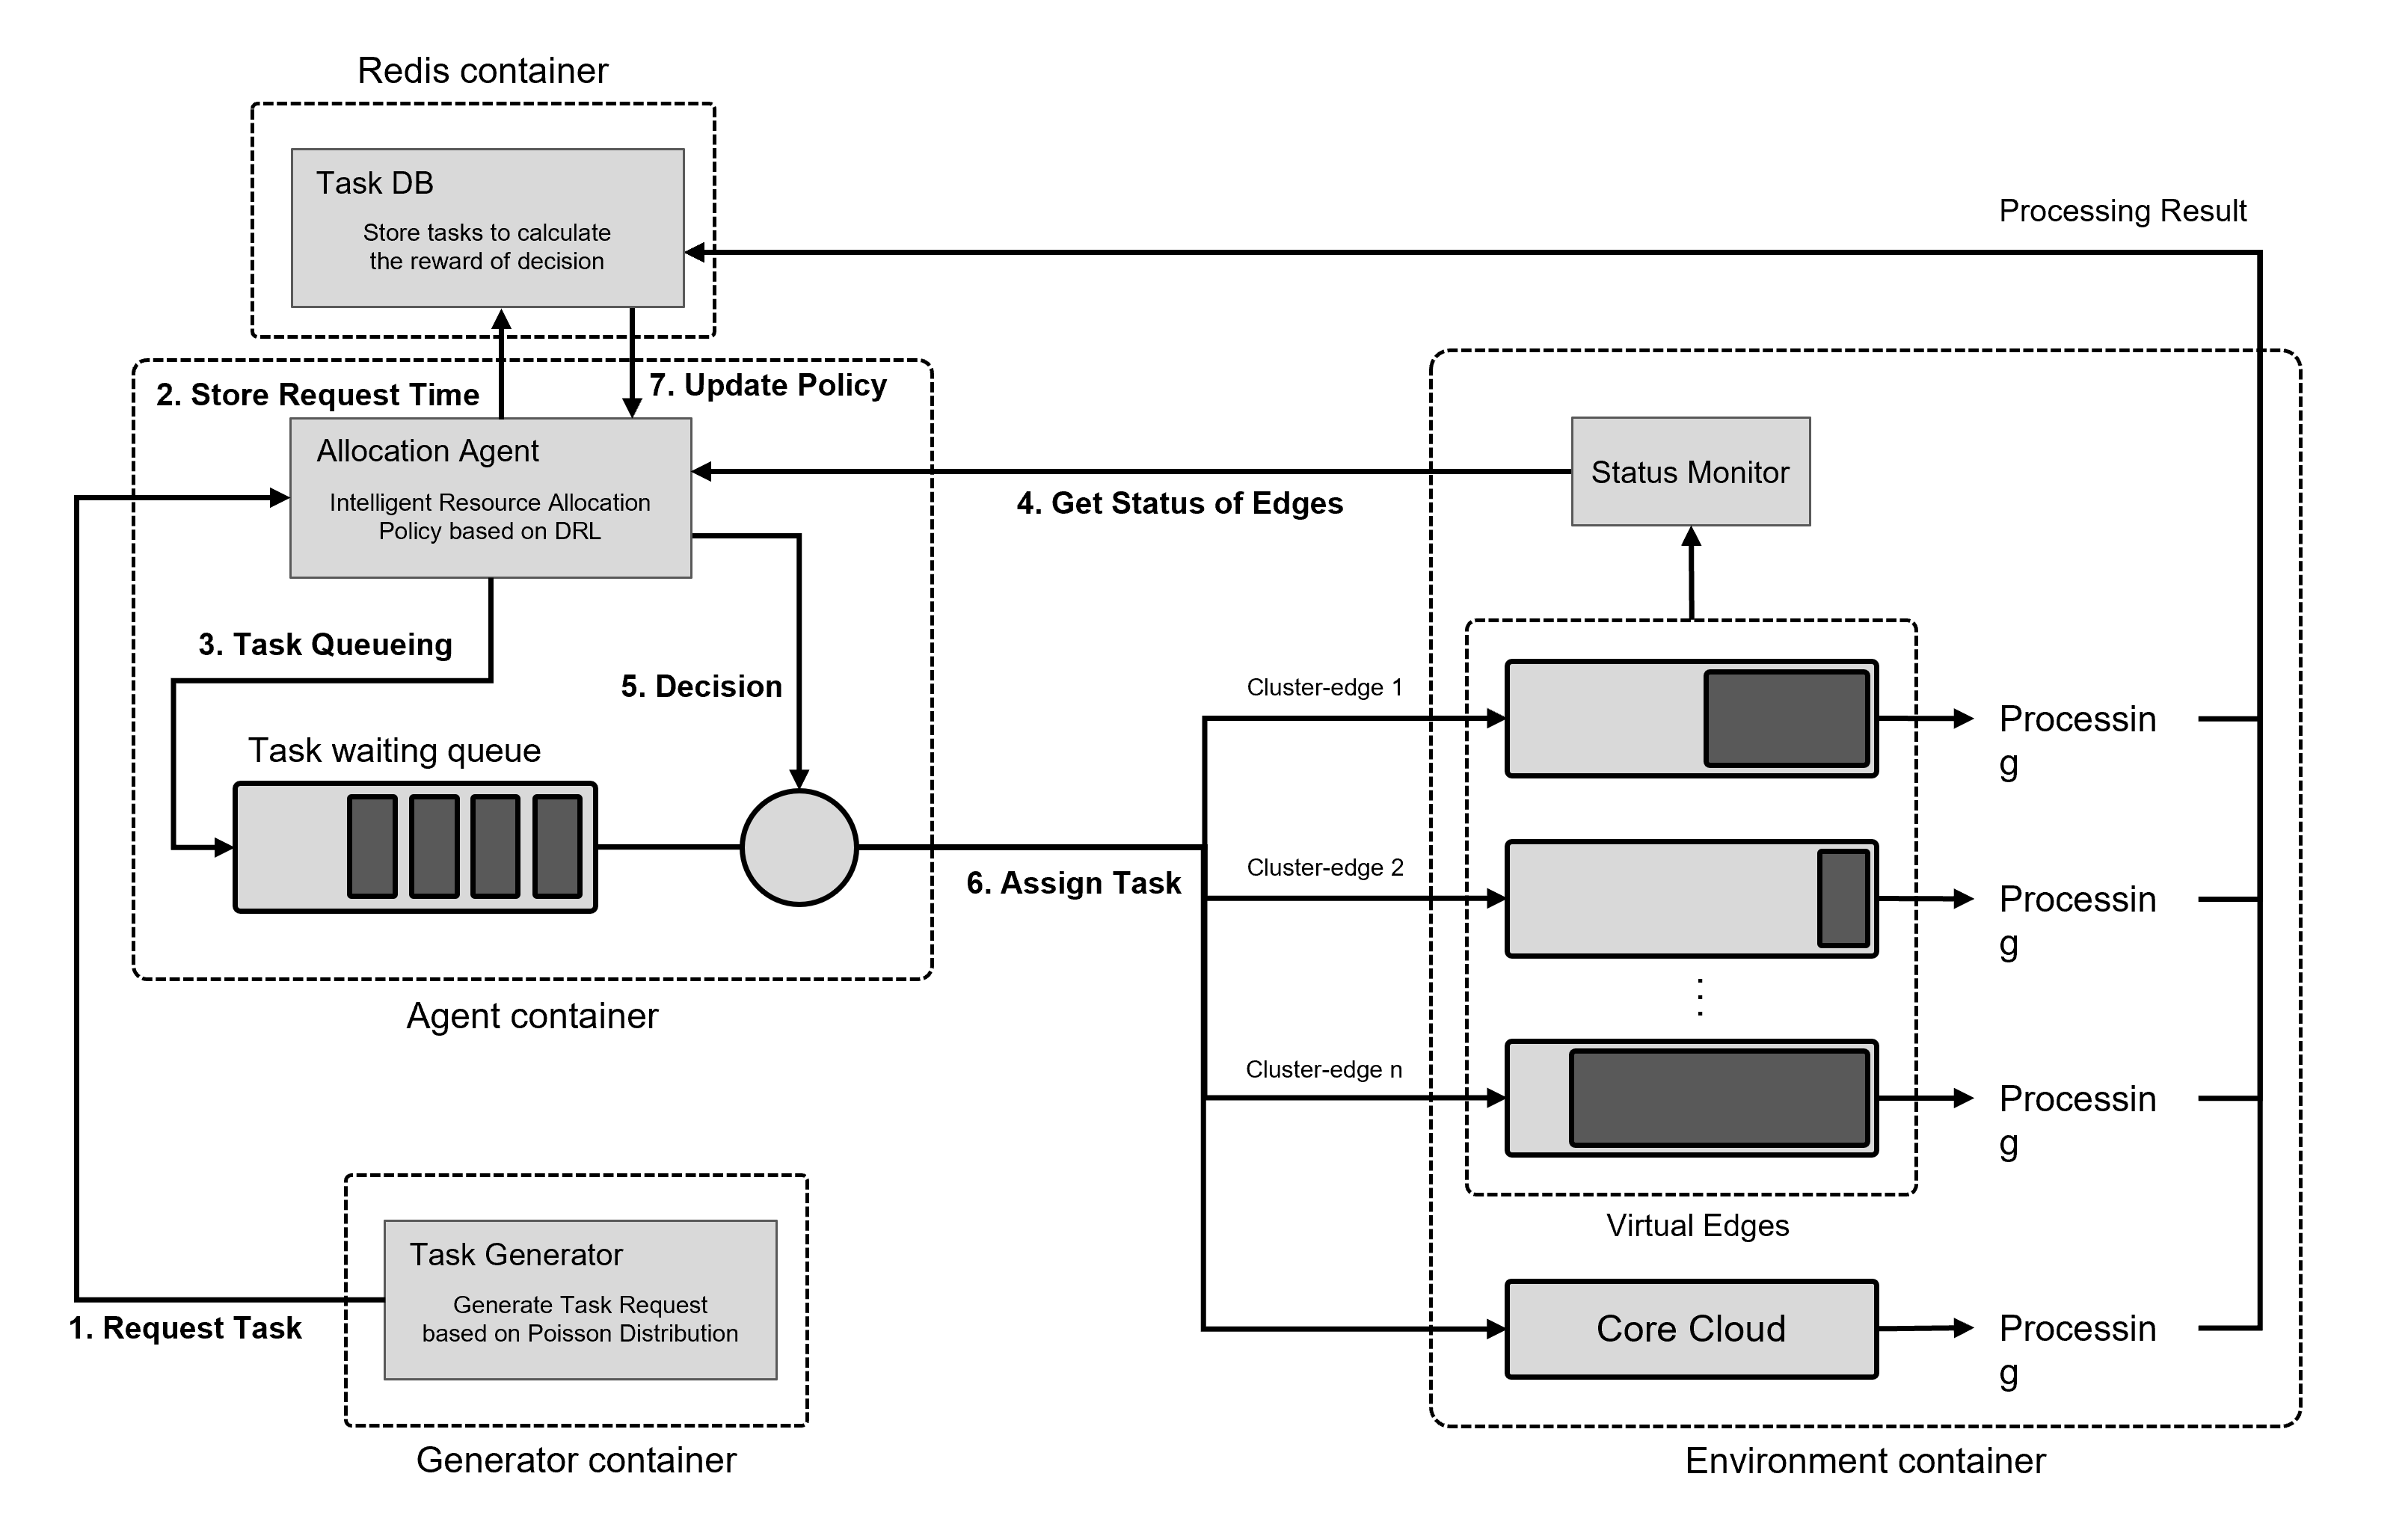 Redis container
Task DB
Store tasks to calculate
the reward of decision
Processing Result
2. Store Request Time
7. Update Policy
Allocation Agent
Intelligent Resource Allocation
Policy based on DRL
4. Get Status of Edges
Status Monitor
3. Task Queueing
5. Decision
Task waiting queue
6. Assign Task
Agent container
Cluster-edge 1
Processin
g
Cluster-edge 2
Processin
g
Cluster-edge n
Processin
g
Virtual Edges
Core Cloud
Processin
g
Environment container
Task Generator
Generate Task Request
based on Poisson Distribution
1. Request Task
Generator container